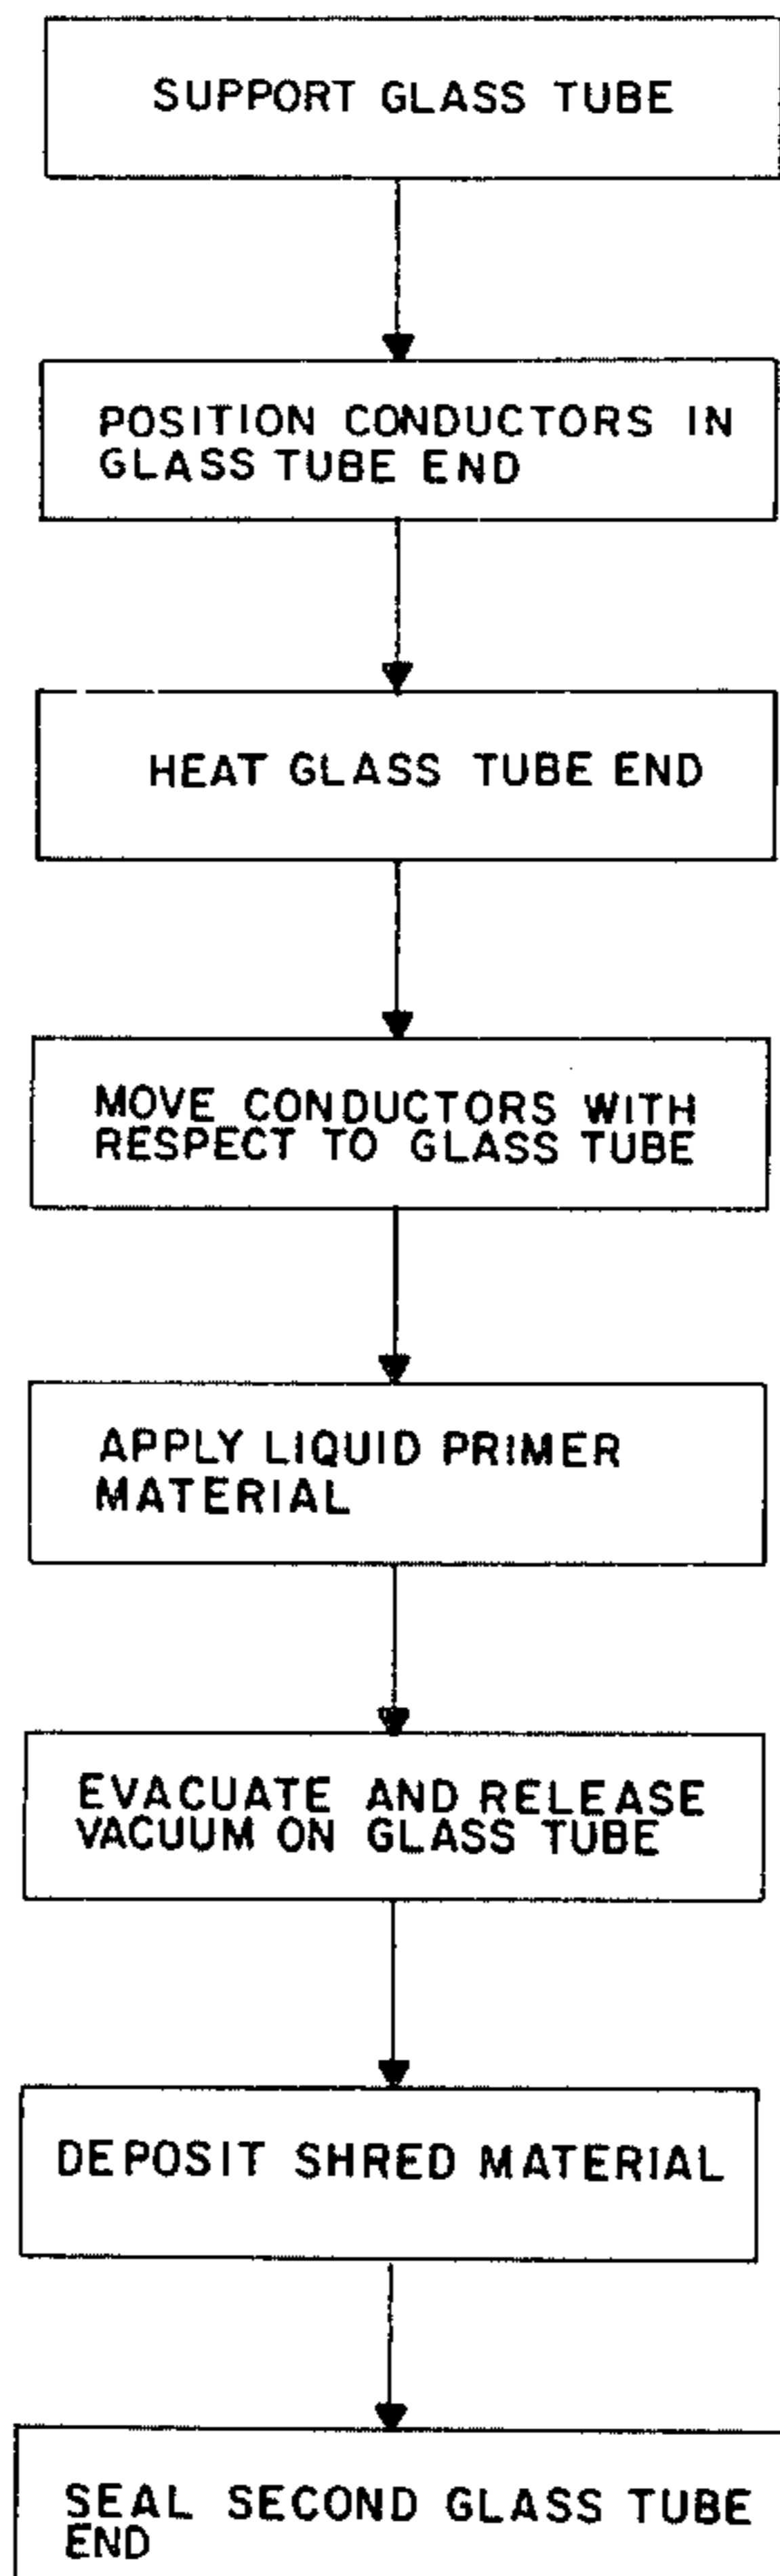 SUPPORT GLASS TUBE
POSITION CONDUCTORS IN
GLASS TUBE END
HEAT GLASS TUBE END
MOVE CONDUCTORS WITH
RESPECT TO GLASS TUBE
APPLY LIQUID PRIMER
MATERIAL
EVACUATE AND RELEASE
VACUUM ON GLASS TUBE
DEPOSIT SHRED MATERIAL
SEAL SECOND GLASS TUBE
END